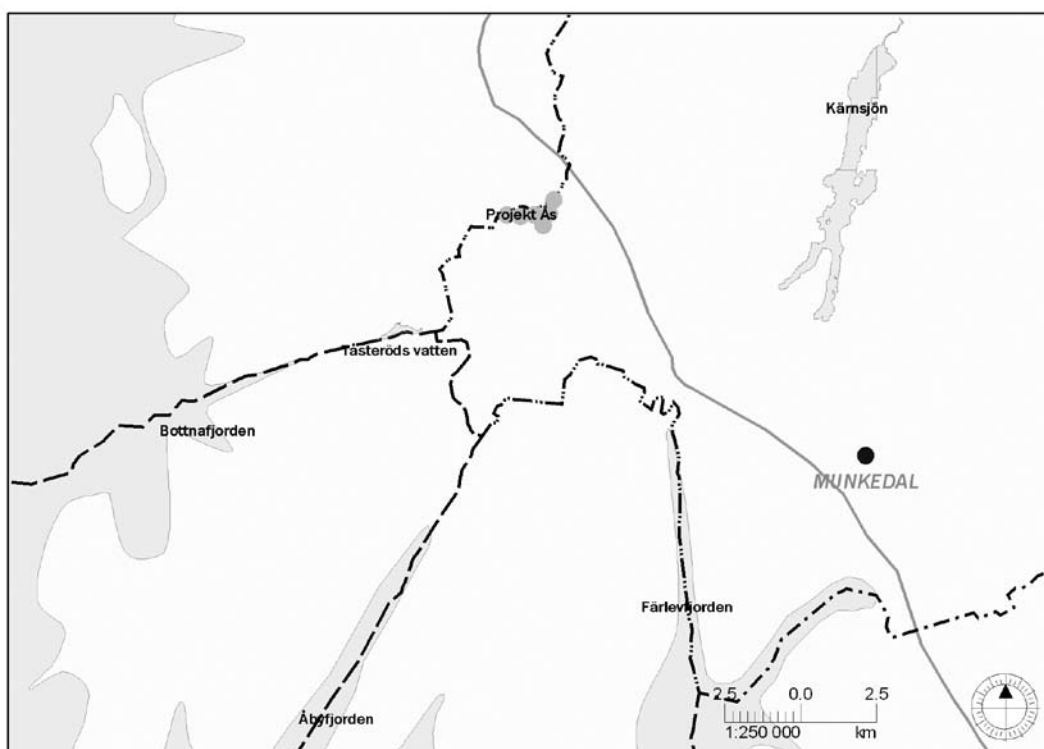 Kärnsjön
Projekt Ås
Tåsteröds vatten
Bottnafjorden
MUNKEDAL
Färlevfjorden
2.5 0.0 2.5
Åbyfjorden
1:250 000
km